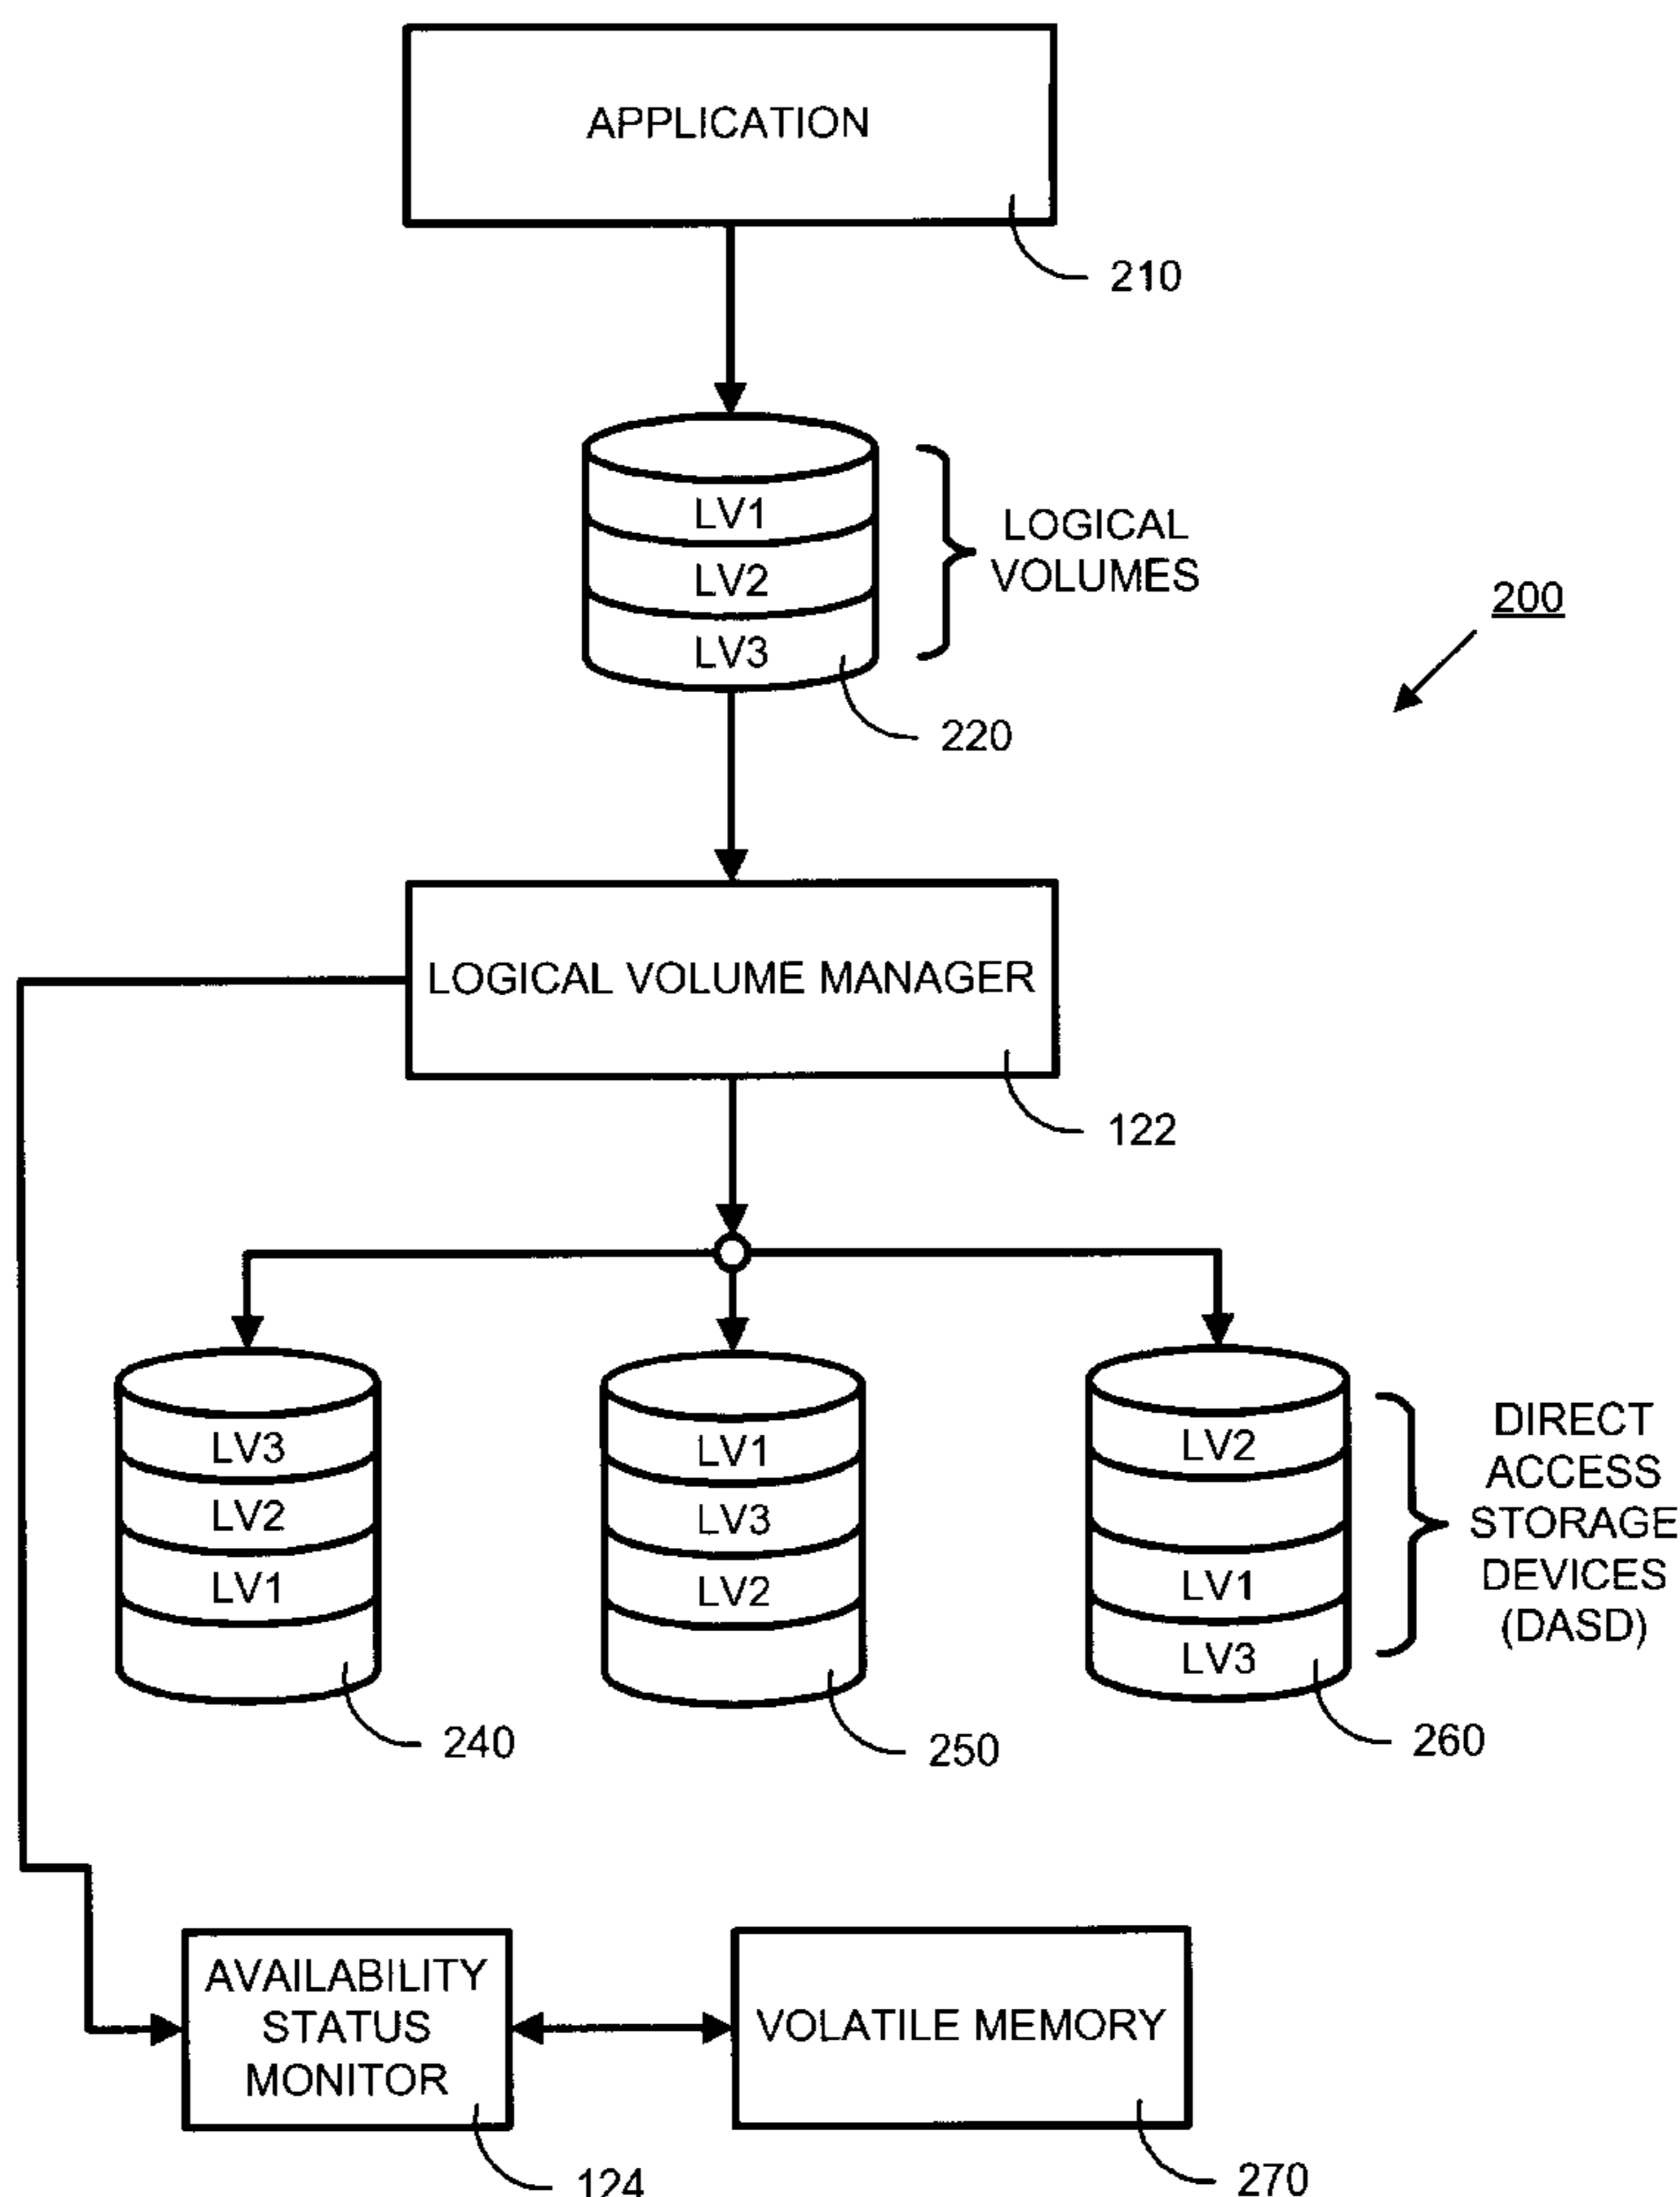 APPLICATION
210
LV1
LV2
LV3
LOGICAL
VOLUMES
220
200
LOGICAL VOLUME MANAGER
122
LV3
LV2
LV1
240
LV1
LV3
LV2
250
LV2
LV1
LV3
260
DIRECT
ACCESS
STORAGE
DEVICES
(DASD)
AVAILABILITY
STATUS
MONITOR
124
VOLATILE MEMORY
270